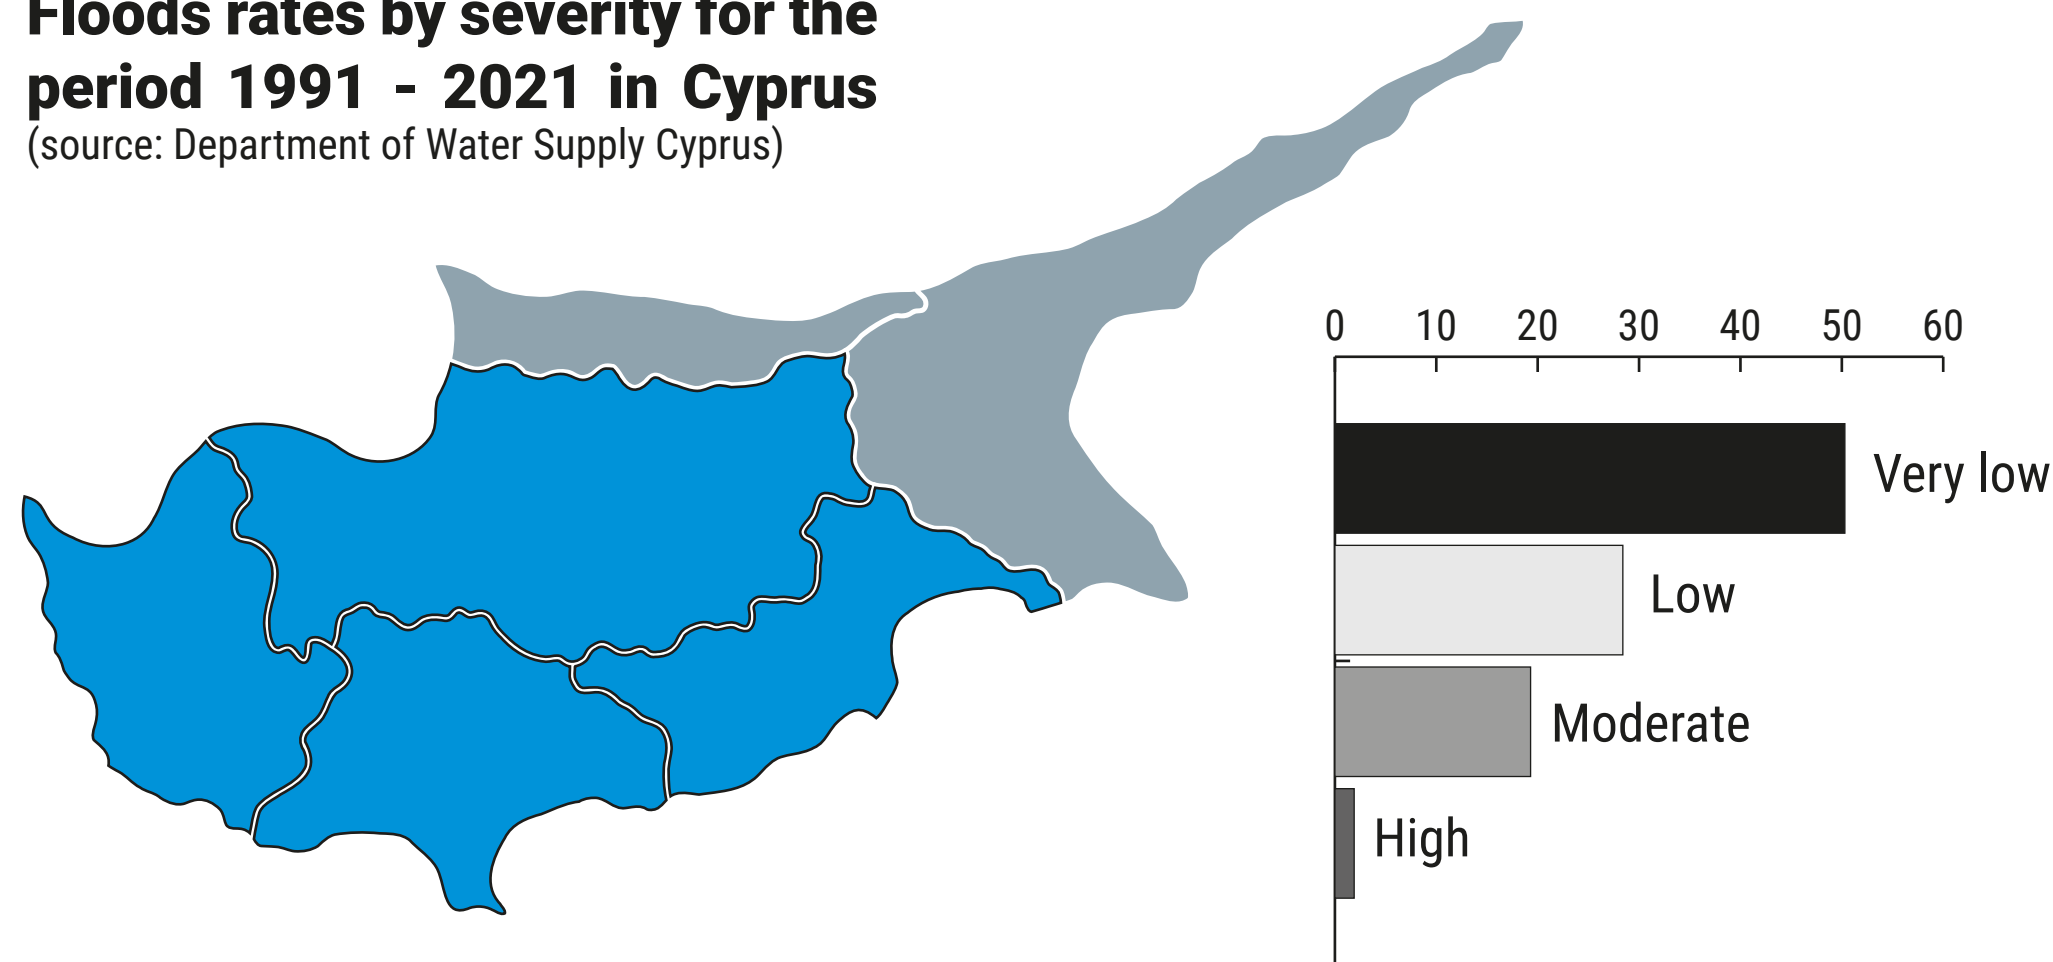 Floods rates by severity for the
period 1991 - 2021 in Cyprus
(source: Department of Water Supply Cyprus)
0 10 20 30 40 50 60
Very low
Low
Moderate
High